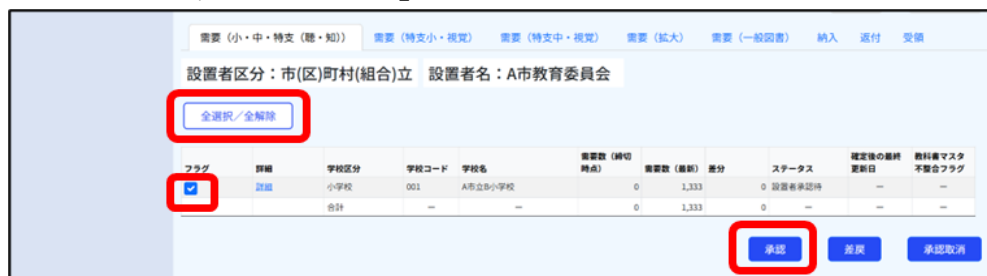 需要（小・中・特支（聴・知）） 需要（特支小・視覚） 需要（特支中・視覚） 需要（拡大） 需要（一般図書） 納入 返付 受領
設置者区分：市(区)町村(組合)立 設置者名：A市教育委員会
全選択／全解除
フラグ 詳細 学校区分 学校コード 学校名 需要数（締切時点） 需要数（最新） 差分 ステータス 確定後の最終更新日 教科書マスタ不整合フラグ
詳細 小学校 001 A市立B小学校 0 1,333 0 設置者承認待 ー ー
合計 ー ー 0 1,333 0 ー ー ー
承認 差戻 承認取消